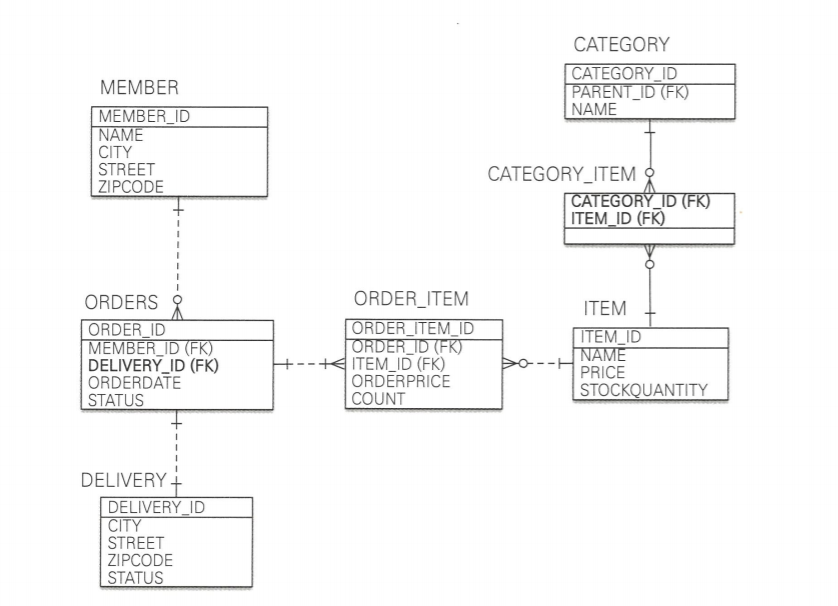 CATEGORY
CATEGORY_ID
PARENT_ID (FK)
NAME
MEMBER
MEMBER_ID
NAME
CITY
STREET
ZIPCODE
CATEGORY_ITEM
CATEGORY_ID (FK)
ITEM_ID (FK)
ORDERS
ORDER_ID
MEMBER_ID (FK)
DELIVERY_ID (FK)
ORDERDATE
STATUS
ORDER_ITEM
ORDER_ITEM_ID
ORDER_ID (FK)
ITEM_ID (FK)
ORDERPRICE
COUNT
ITEM
ITEM_ID
NAME
PRICE
STOCKQUANTITY
DELIVERY
DELIVERY_ID
CITY
STREET
ZIPCODE
STATUS